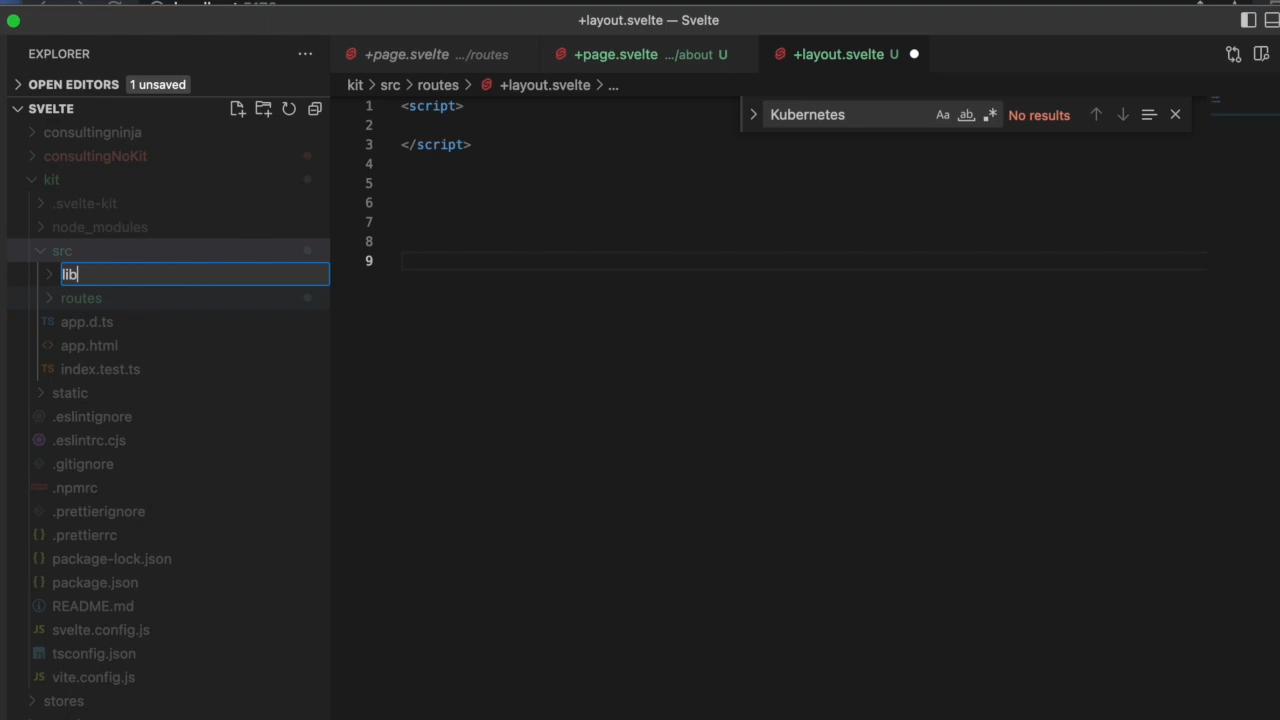 +layout.svelte — Svelte
EXPLORER
OPEN EDITORS 1 unsaved
SVELTE
consultingninja
consultingNoKit
kit
.svelte-kit
node_modules
src
lib
routes
TS app.d.ts
<> app.html
TS index.test.ts
static
.eslintignore
.eslintrc.cjs
.gitignore
.npmrc
.prettierignore
{} .prettierrc
{} package-lock.json
{} package.json
README.md
JS svelte.config.js
tsconfig.json
JS vite.config.js
stores
+page.svelte .../routes
+page.svelte .../about U
+layout.svelte U
kit > src > routes > +layout.svelte > ...
Kubernetes Aa ab .* No results
1 <script>
2
3 </script>
4
5
6
7
8
9